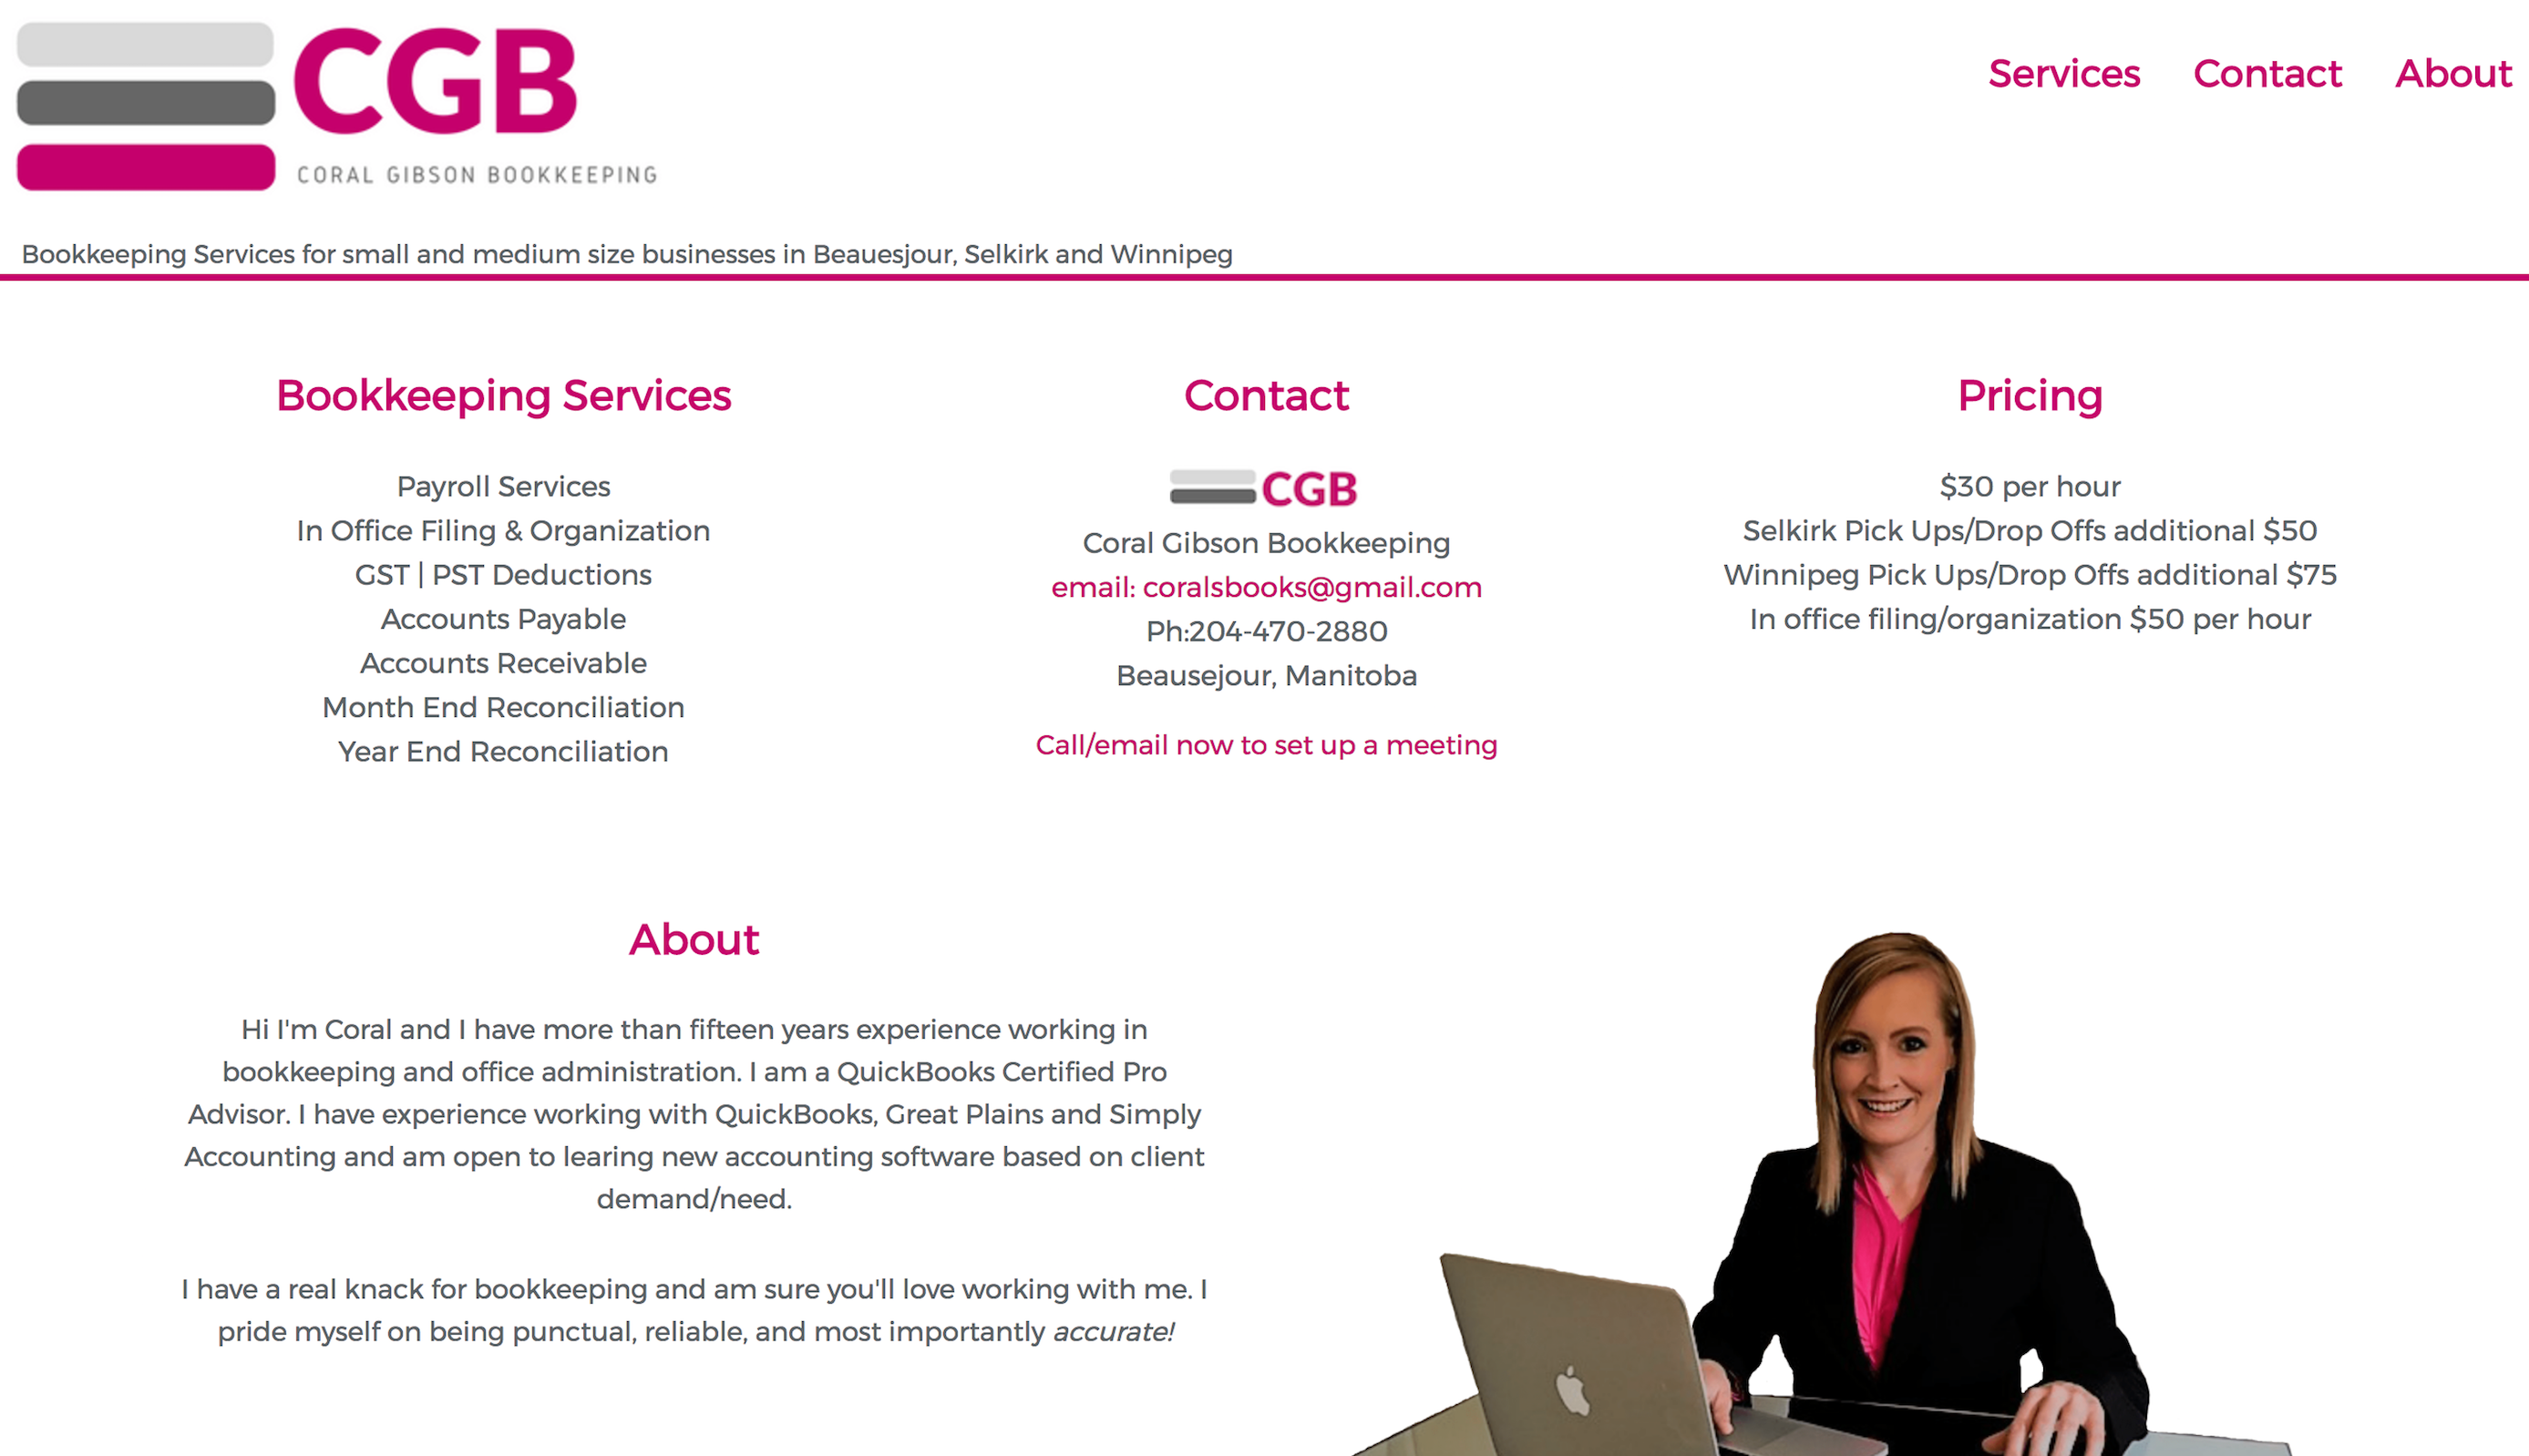 CGB
CORAL GIBSON BOOKKEEPING
Services
Contact
About
Bookkeeping Services for small and medium size businesses in Beauesjour, Selkirk and Winnipeg
Bookkeeping Services
Payroll Services
In Office Filing & Organization
GST | PST Deductions
Accounts Payable
Accounts Receivable
Month End Reconciliation
Year End Reconciliation
Contact
CGB
Coral Gibson Bookkeeping
email: coralsbooks@gmail.com
Ph:204-470-2880
Beausejour, Manitoba
Call/email now to set up a meeting
Pricing
$30 per hour
Selkirk Pick Ups/Drop Offs additional $50
Winnipeg Pick Ups/Drop Offs additional $75
In office filing/organization $50 per hour
About
Hi I'm Coral and I have more than fifteen years experience working in
bookkeeping and office administration. I am a QuickBooks Certified Pro
Advisor. I have experience working with QuickBooks, Great Plains and Simply
Accounting and am open to learing new accounting software based on client
demand/need.
I have a real knack for bookkeeping and am sure you'll love working with me. I
pride myself on being punctual, reliable, and most importantly accurate!